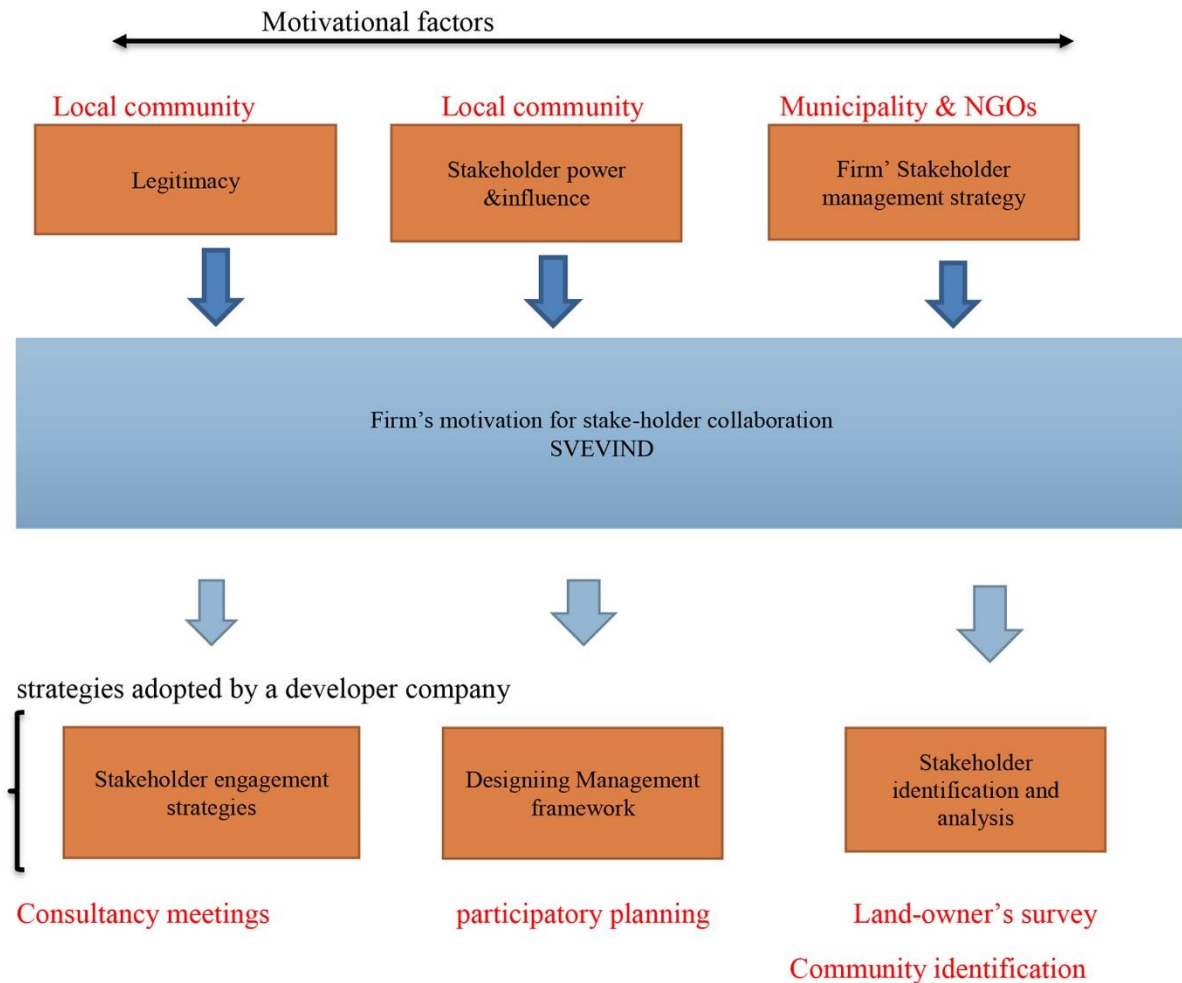 Motivational factors
Local community
Local community
Municipality & NGOs
Legitimacy
Stakeholder power
&influence
Firm' Stakeholder
management strategy
Firm's motivation for stake-holder collaboration
SVEVIND
strategies adopted by a developer company
Stakeholder engagement
strategies
Designiing Management
framework
Stakeholder
identification and
analysis
Consultancy meetings
participatory planning
Land-owner's survey
Community identification